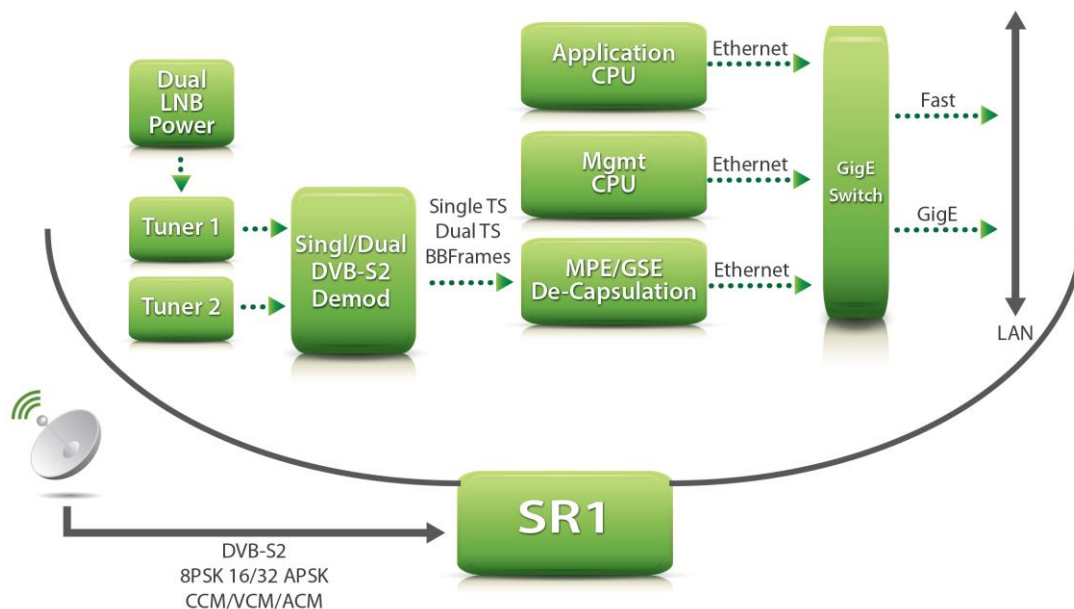 Dual
LNB
Power
Tuner 1
Tuner 2
Singl/Dual
DVB-S2
Demod
Single TS
Dual TS
BBFrames
Application
CPU
Mgmt
CPU
MPE/GSE
De-Capsulation
Ethernet
Ethernet
Ethernet
GigE
Switch
Fast
GigE
LAN
SR1
DVB-S2
8PSK 16/32 APSK
CCM/VCM/ACM